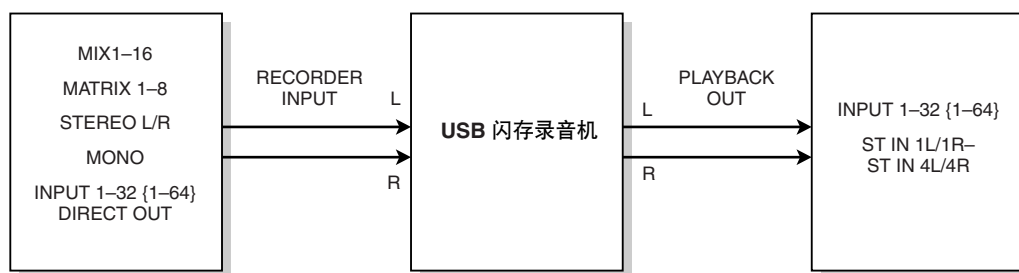 MIX1–16
MATRIX 1–8
STEREO L/R
MONO
INPUT 1–32 {1–64}
DIRECT OUT
RECORDER
INPUT
L
R
USB 闪存录音机
PLAYBACK
OUT
L
R
INPUT 1–32 {1–64}
ST IN 1L/1R–
ST IN 4L/4R